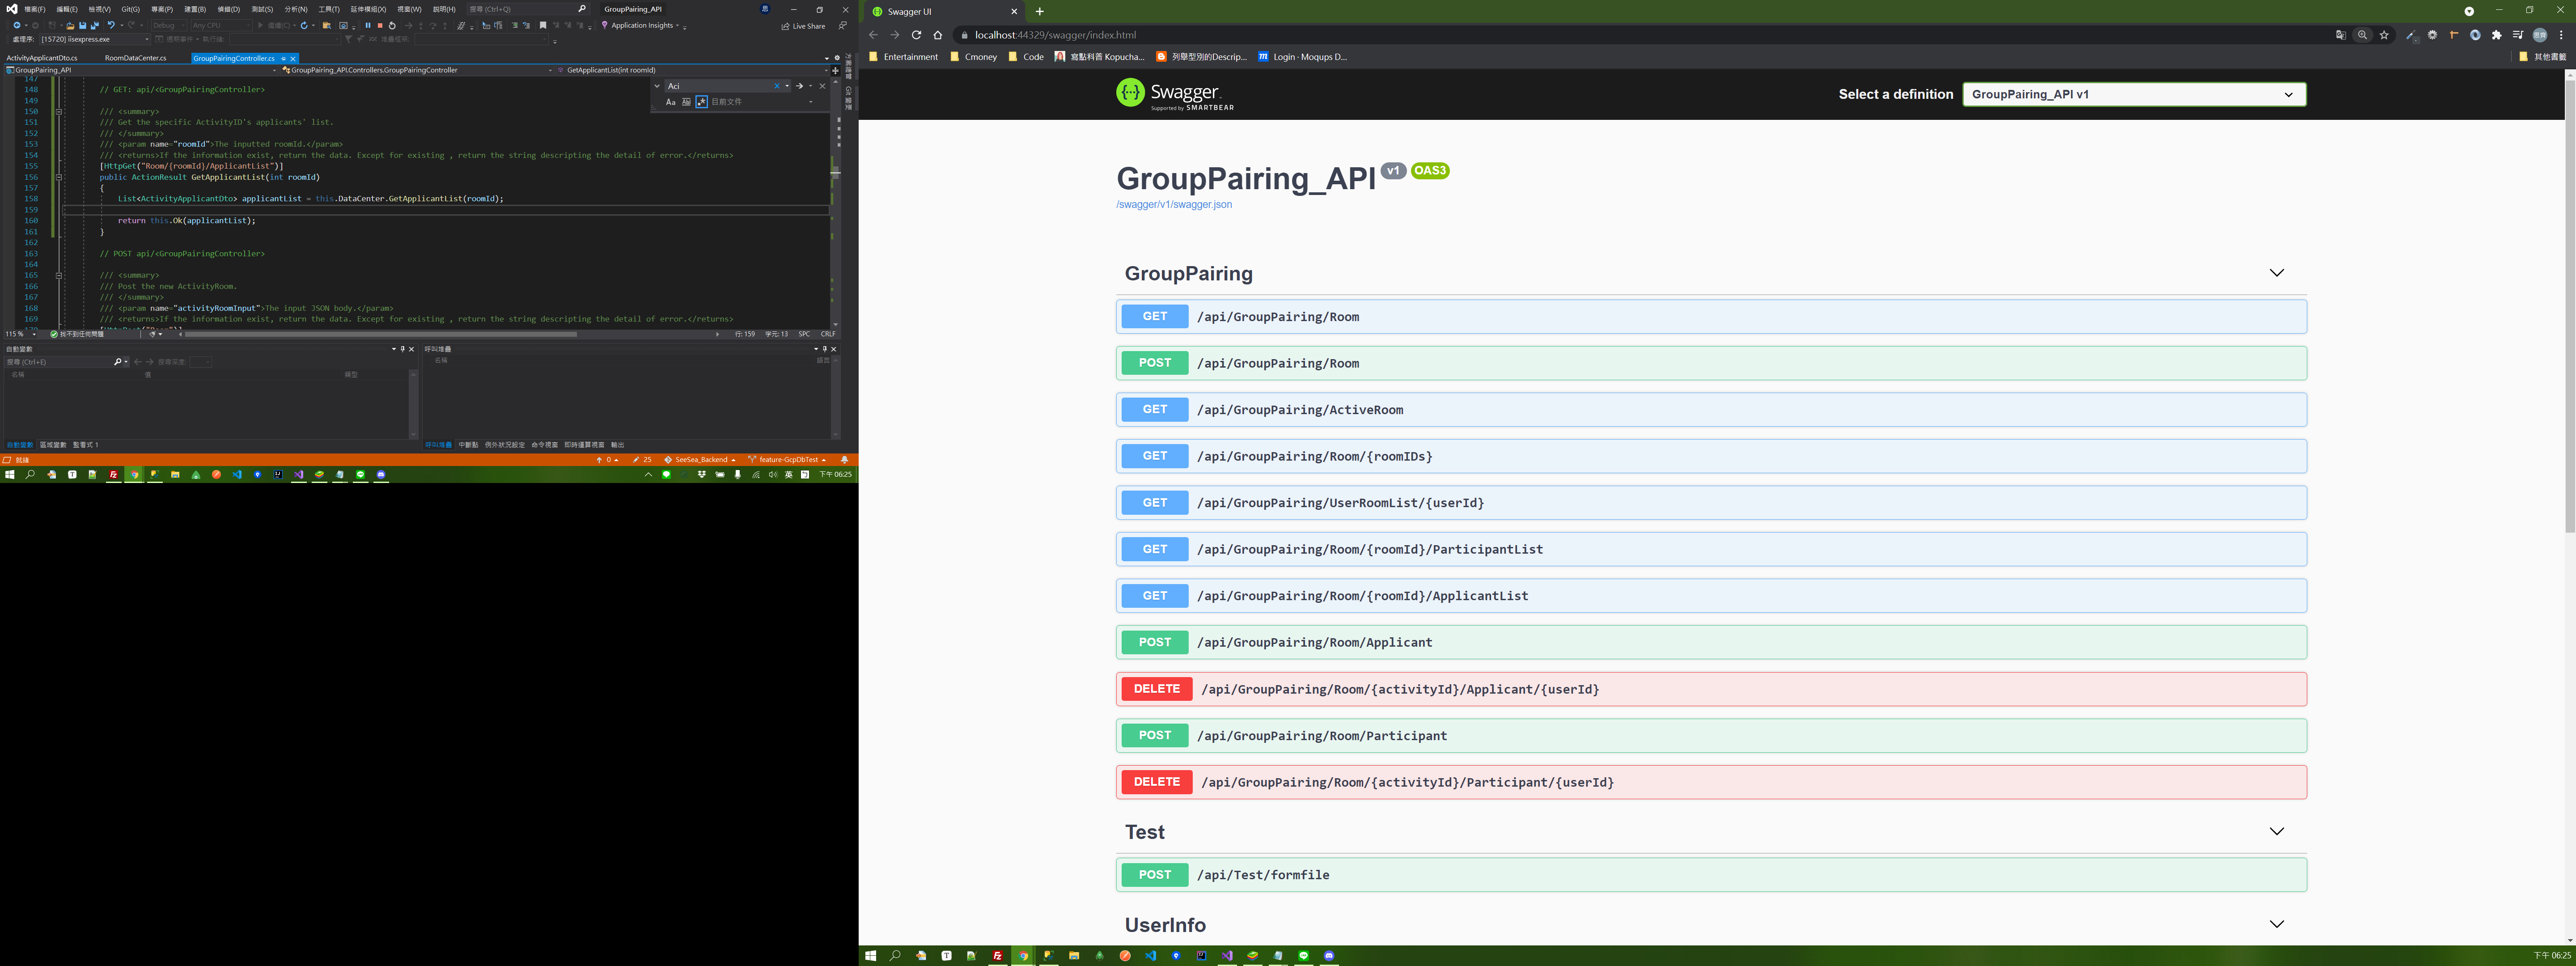 檔案(F) 編輯(E) 檢視(V) Git(G) 專案(P) 建置(B) 偵錯(D) 測試(S) 分析(N) 工具(T) 延伸模組(X) 視窗(W) 說明(H) 搜尋 (Ctrl+Q) GroupPairing_API
Debug Any CPU 繼續(C) Application Insights Live Share
處理序: [15720] iisexpress.exe 執行緒: 堆疊框架:
ActivityApplicantDto.cs RoomDataCenter.cs GroupPairingController.cs
GroupPairing_API GroupPairing_API.Controllers.GroupPairingController GetApplicantList(int roomId)
Aci
Aa 目前文件
147
148 // GET: api/<GroupPairingController>
149
150 /// <summary>
151 /// Get the specific ActivityID's applicants' list.
152 /// </summary>
153 /// <param name="roomId">The inputted roomId.</param>
154 /// <returns>If the information exist, return the data. Except for existing , return the string descripting the detail of error.</returns>
155 [HttpGet("Room/{roomId}/ApplicantList")]
156 public ActionResult GetApplicantList(int roomId)
157 {
158 List<ActivityApplicantDto> applicantList = this.DataCenter.GetApplicantList(roomId);
159
160 return this.Ok(applicantList);
161 }
162
163 // POST api/<GroupPairingController>
164
165 /// <summary>
166 /// Post the new ActivityRoom.
167 /// </summary>
168 /// <param name="activityRoomInput">The input JSON body.</param>
169 /// <returns>If the information exist, return the data. Except for existing , return the string descripting the detail of error.</returns>
115 % 找不到任何問題 行: 159 字元: 13 SPC CRLF
自動變數 呼叫堆疊
搜尋 (Ctrl+E) 搜尋深度:
名稱 值 類型
名稱 語言
自動變數 區域變數 監看式 1 呼叫堆疊 中斷點 例外狀況設定 命令視窗 即時運算視窗 輸出
就緒 0 25 SeeSea_Backend feature-GcpDbTest
英 下午 06:25
Swagger UI
localhost:44329/swagger/index.html
Entertainment Cmoney Code 寫點科普 Kopucha... 列舉型別的Descrip... Login · Moqups D... 其他書籤
Swagger
Supported by SMARTBEAR
Select a definition GroupPairing_API v1
GroupPairing_API v1 OAS3
/swagger/v1/swagger.json
GroupPairing
GET /api/GroupPairing/Room
POST /api/GroupPairing/Room
GET /api/GroupPairing/ActiveRoom
GET /api/GroupPairing/Room/{roomIDs}
GET /api/GroupPairing/UserRoomList/{userId}
GET /api/GroupPairing/Room/{roomId}/ParticipantList
GET /api/GroupPairing/Room/{roomId}/ApplicantList
POST /api/GroupPairing/Room/Applicant
DELETE /api/GroupPairing/Room/{activityId}/Applicant/{userId}
POST /api/GroupPairing/Room/Participant
DELETE /api/GroupPairing/Room/{activityId}/Participant/{userId}
Test
POST /api/Test/formfile
UserInfo
下午 06:25